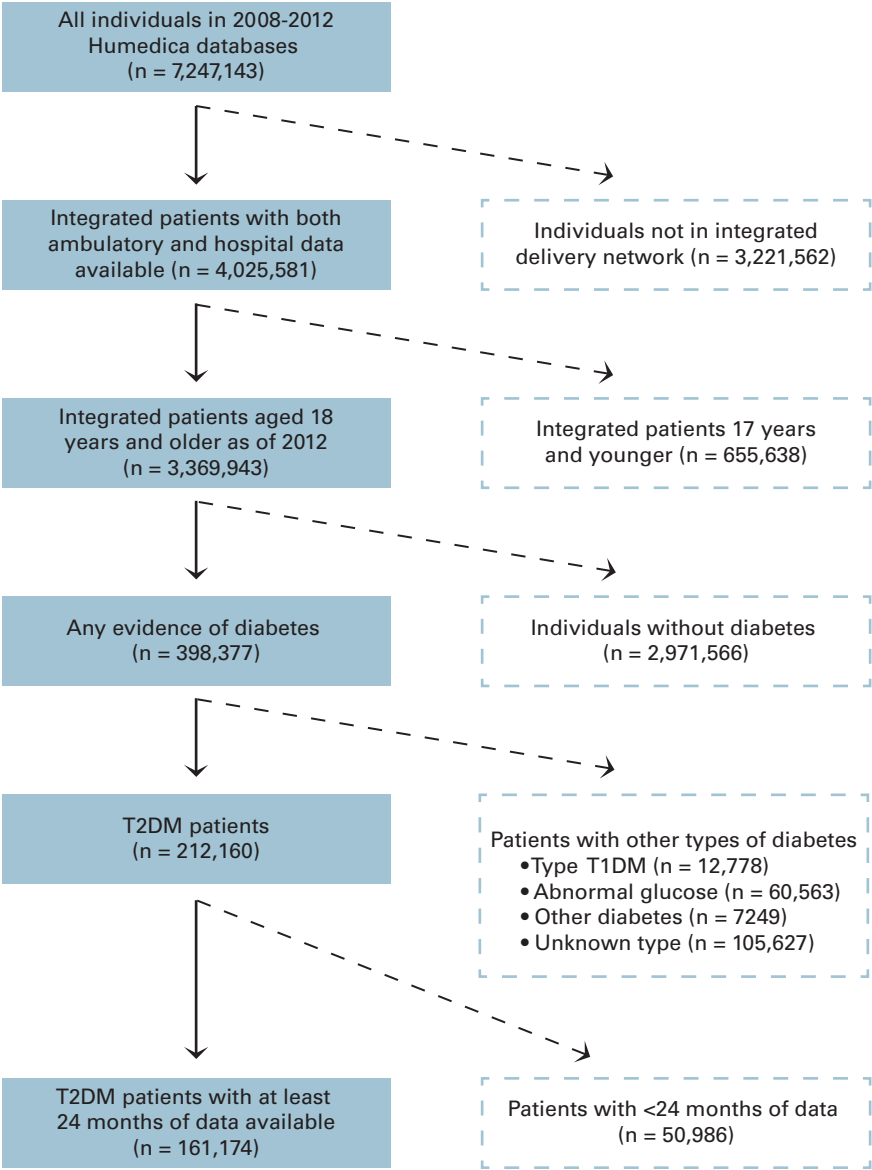 All individuals in 2008-2012
Humedica databases
(n = 7,247,143)
Integrated patients with both
ambulatory and hospital data
available (n = 4,025,581)
Individuals not in integrated
delivery network (n = 3,221,562)
Integrated patients aged 18
years and older as of 2012
(n = 3,369,943)
Integrated patients 17 years
and younger (n = 655,638)
Any evidence of diabetes
(n = 398,377)
Individuals without diabetes
(n = 2,971,566)
T2DM patients
(n = 212,160)
Patients with other types of diabetes
•Type T1DM (n = 12,778)
•Abnormal glucose (n = 60,563)
•Other diabetes (n = 7249)
•Unknown type (n = 105,627)
T2DM patients with at least
24 months of data available
(n = 161,174)
Patients with <24 months of data
(n = 50,986)